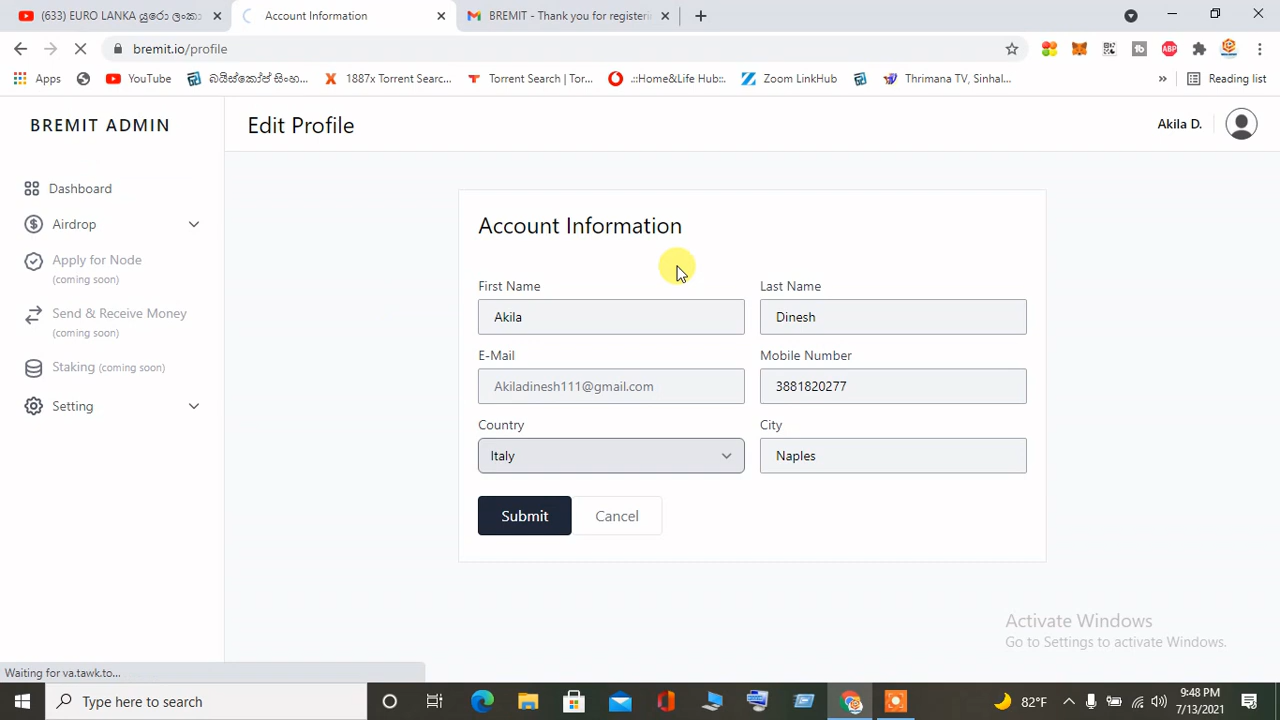 (633) EURO LANKA යුරෝ ලංකා
Account Information
BREMIT - Thank you for registerin
bremit.io/profile
ABP
Apps
YouTube
බයිස්කෝප් සිංහ...
1887x Torrent Searc...
Torrent Search | Tor...
.::Home&Life Hub::.
Zoom LinkHub
Thrimana TV, Sinhal...
»
Reading list
BREMIT ADMIN
Edit Profile
Akila D.
Dashboard
Airdrop
Apply for Node
(coming soon)
Send & Receive Money
(coming soon)
Staking (coming soon)
Setting
Account Information
First Name
Last Name
Akila
Dinesh
E-Mail
Mobile Number
Akiladinesh111@gmail.com
3881820277
Country
City
Italy
Naples
Submit
Cancel
Activate Windows
Go to Settings to activate Windows.
Waiting for va.tawk.to...
Type here to search
82°F
9:48 PM
7/13/2021